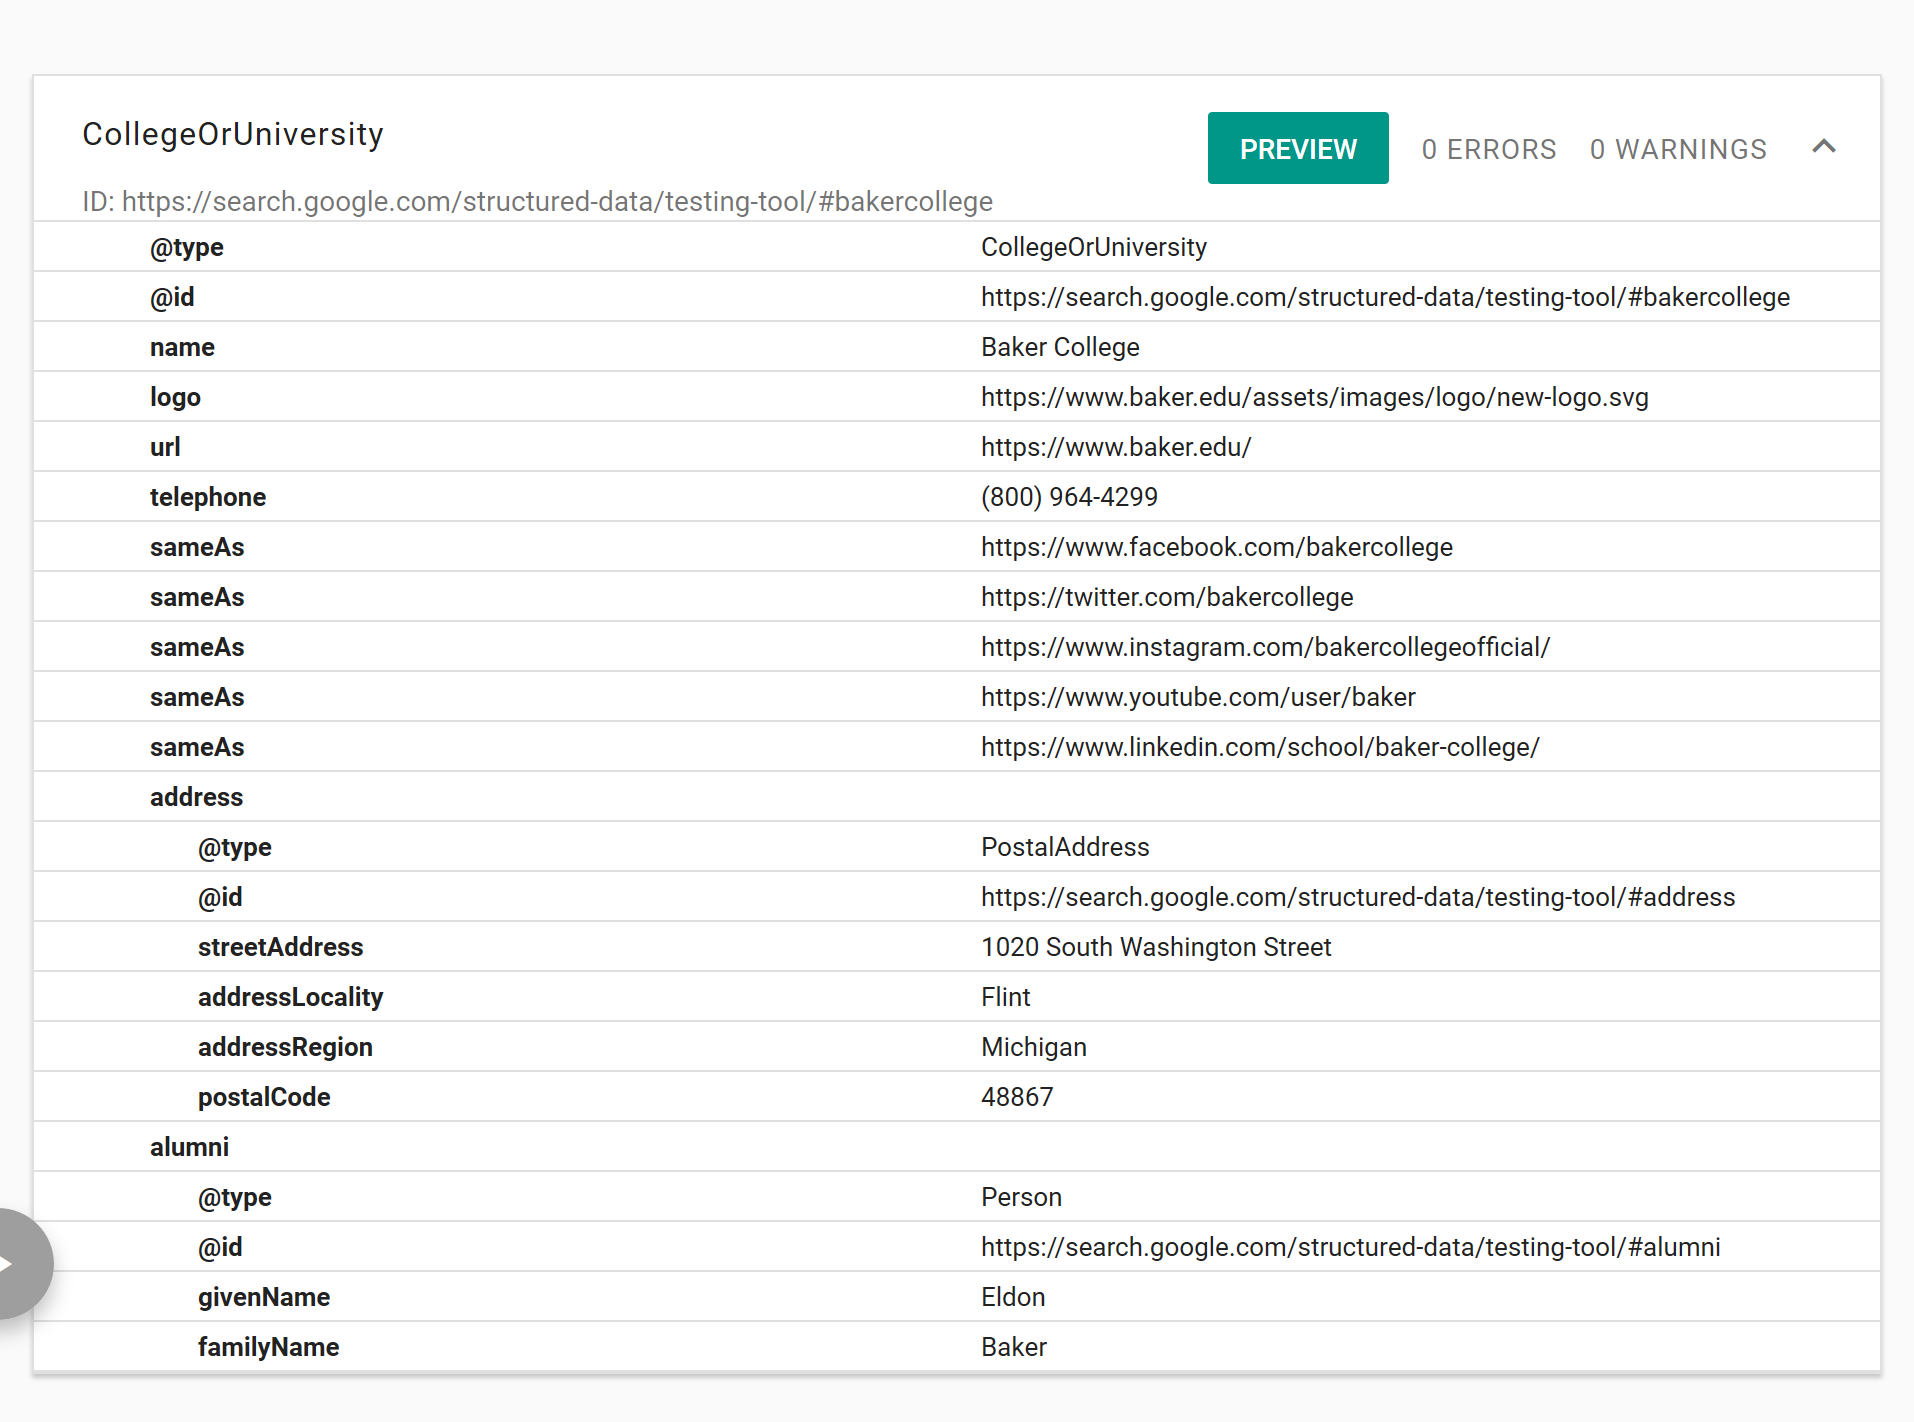 CollegeOrUniversity
PREVIEW 0 ERRORS 0 WARNINGS
ID: https://search.google.com/structured-data/testing-tool/#bakercollege
@type CollegeOrUniversity
@id https://search.google.com/structured-data/testing-tool/#bakercollege
name Baker College
logo https://www.baker.edu/assets/images/logo/new-logo.svg
url https://www.baker.edu/
telephone (800) 964-4299
sameAs https://www.facebook.com/bakercollege
sameAs https://twitter.com/bakercollege
sameAs https://www.instagram.com/bakercollegeofficial/
sameAs https://www.youtube.com/user/baker
sameAs https://www.linkedin.com/school/baker-college/
address
@type PostalAddress
@id https://search.google.com/structured-data/testing-tool/#address
streetAddress 1020 South Washington Street
addressLocality Flint
addressRegion Michigan
postalCode 48867
alumni
@type Person
@id https://search.google.com/structured-data/testing-tool/#alumni
givenName Eldon
familyName Baker